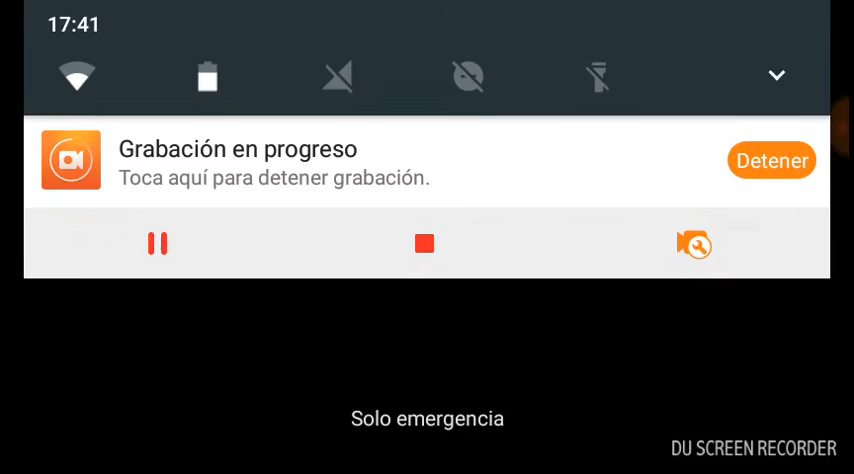 17:41
Grabación en progreso
Toca aquí para detener grabación.
Detener
Solo emergencia
DU SCREEN RECORDER